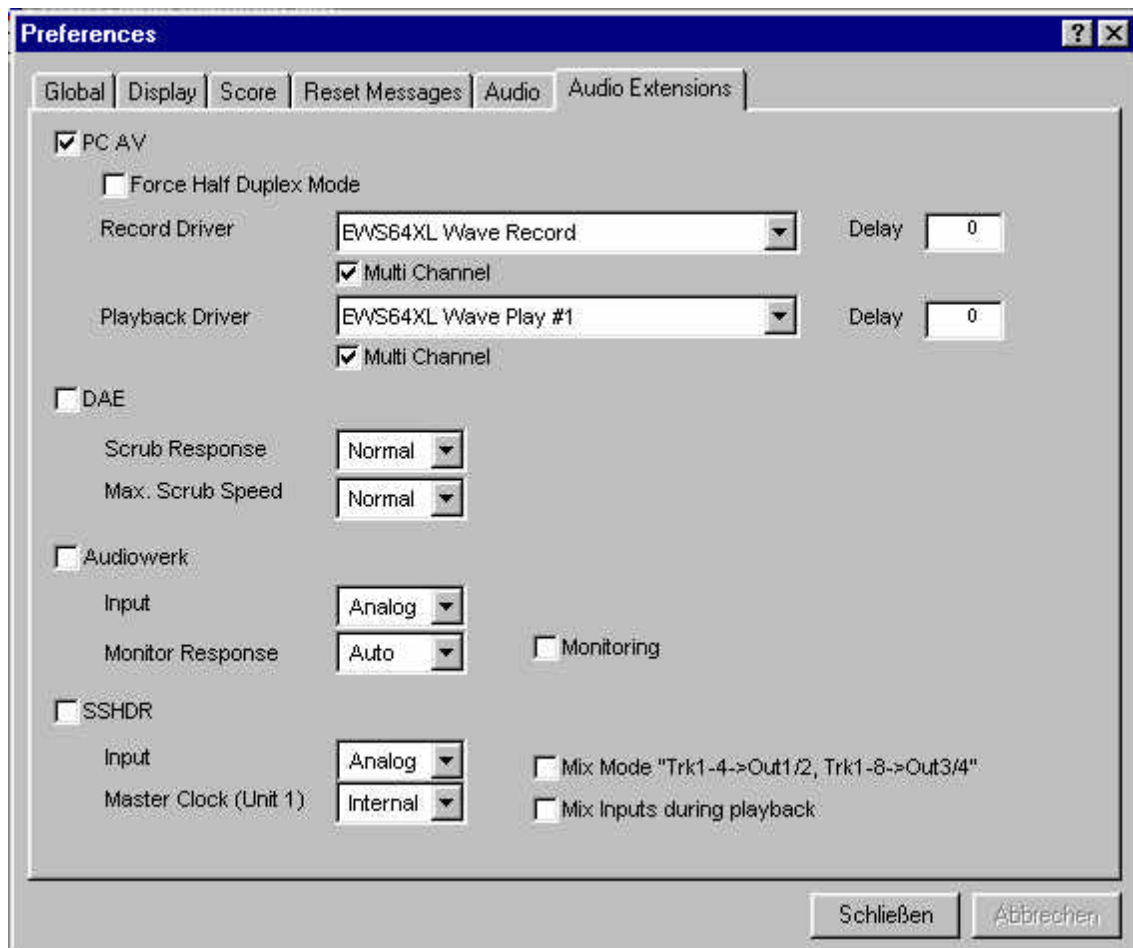 Preferences
Global Display Score Reset Messages Audio Audio Extensions
PC AV
Force Half Duplex Mode
Record Driver EWS64XL Wave Record Delay 0
Multi Channel
Playback Driver EWS64XL Wave Play #1 Delay 0
Multi Channel
DAE
Scrub Response Normal
Max. Scrub Speed Normal
Audiowerk
Input Analog
Monitor Response Auto Monitoring
SSHDR
Input Analog Mix Mode "Trk1-4->Out1/2, Trk1-8->Out3/4"
Master Clock (Unit 1) Internal Mix Inputs during playback
Schließen Abbrechen